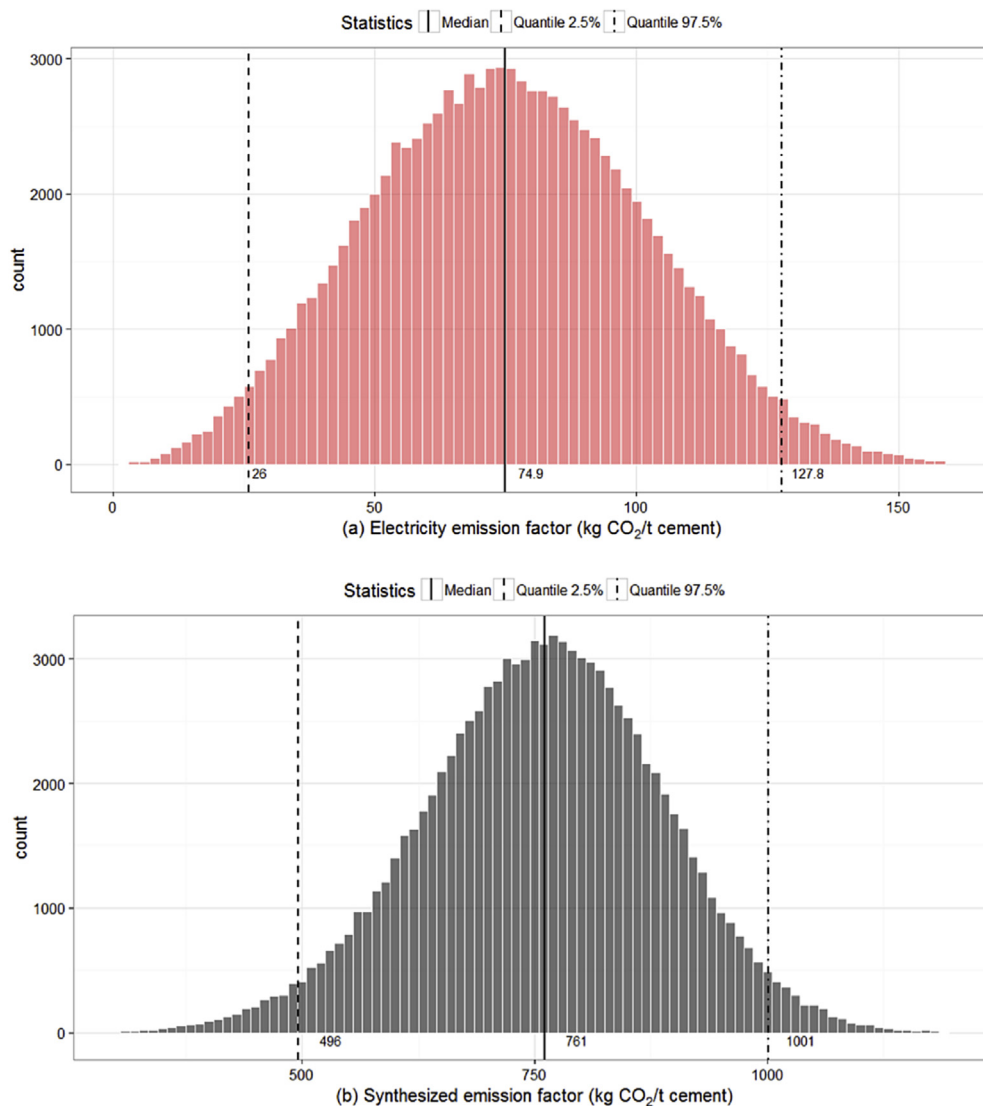 Statistics Median Quantile 2.5% Quantile 97.5%
3000
2000
1000
0
count
26 74.9 127.8
0 50 100 150
(a) Electricity emission factor (kg CO₂/t cement)
Statistics Median Quantile 2.5% Quantile 97.5%
3000
2000
1000
0
count
496 761 1001
500 750 1000
(b) Synthesized emission factor (kg CO₂/t cement)